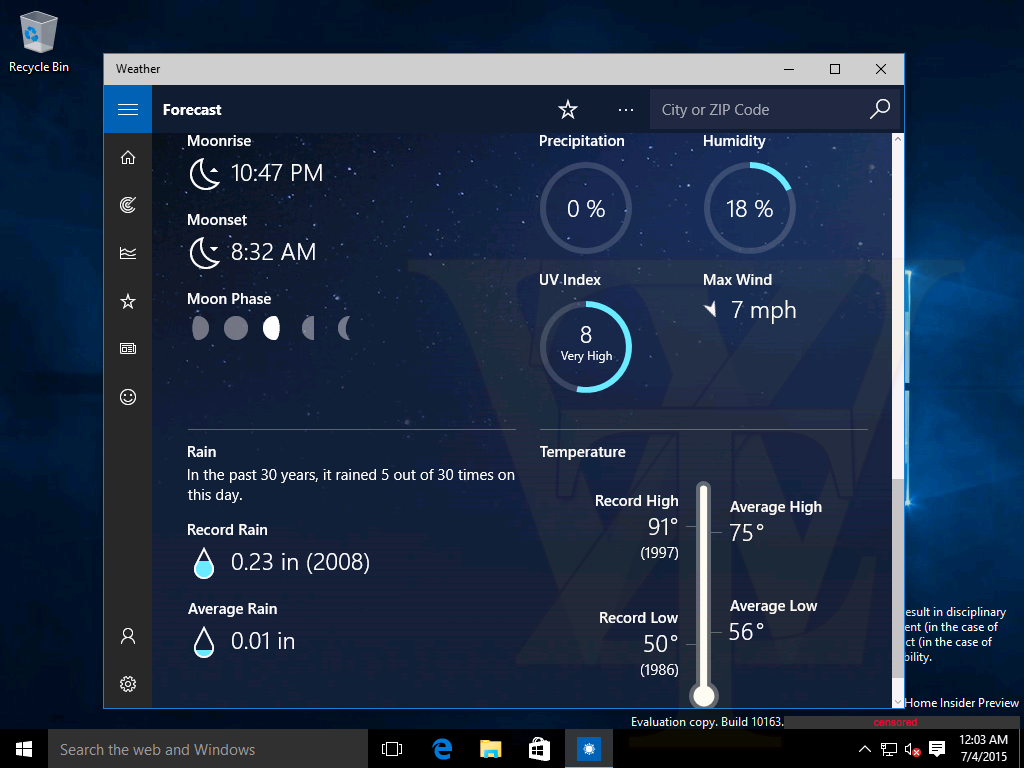 Recycle Bin
Weather
Forecast
City or ZIP Code
Moonrise
10:47 PM
Moonset
8:32 AM
Moon Phase
Precipitation
0 %
Humidity
18 %
UV Index
8
Very High
Max Wind
7 mph
Rain
In the past 30 years, it rained 5 out of 30 times on
this day.
Record Rain
0.23 in (2008)
Average Rain
0.01 in
Temperature
Record High
91°
(1997)
Average High
75°
Record Low
50°
(1986)
Average Low
56°
esult in disciplinary
ent (in the case of
ct (in the case of
bility.
Home Insider Preview
Evaluation copy. Build 10163.
censored
Search the web and Windows
12:03 AM
7/4/2015